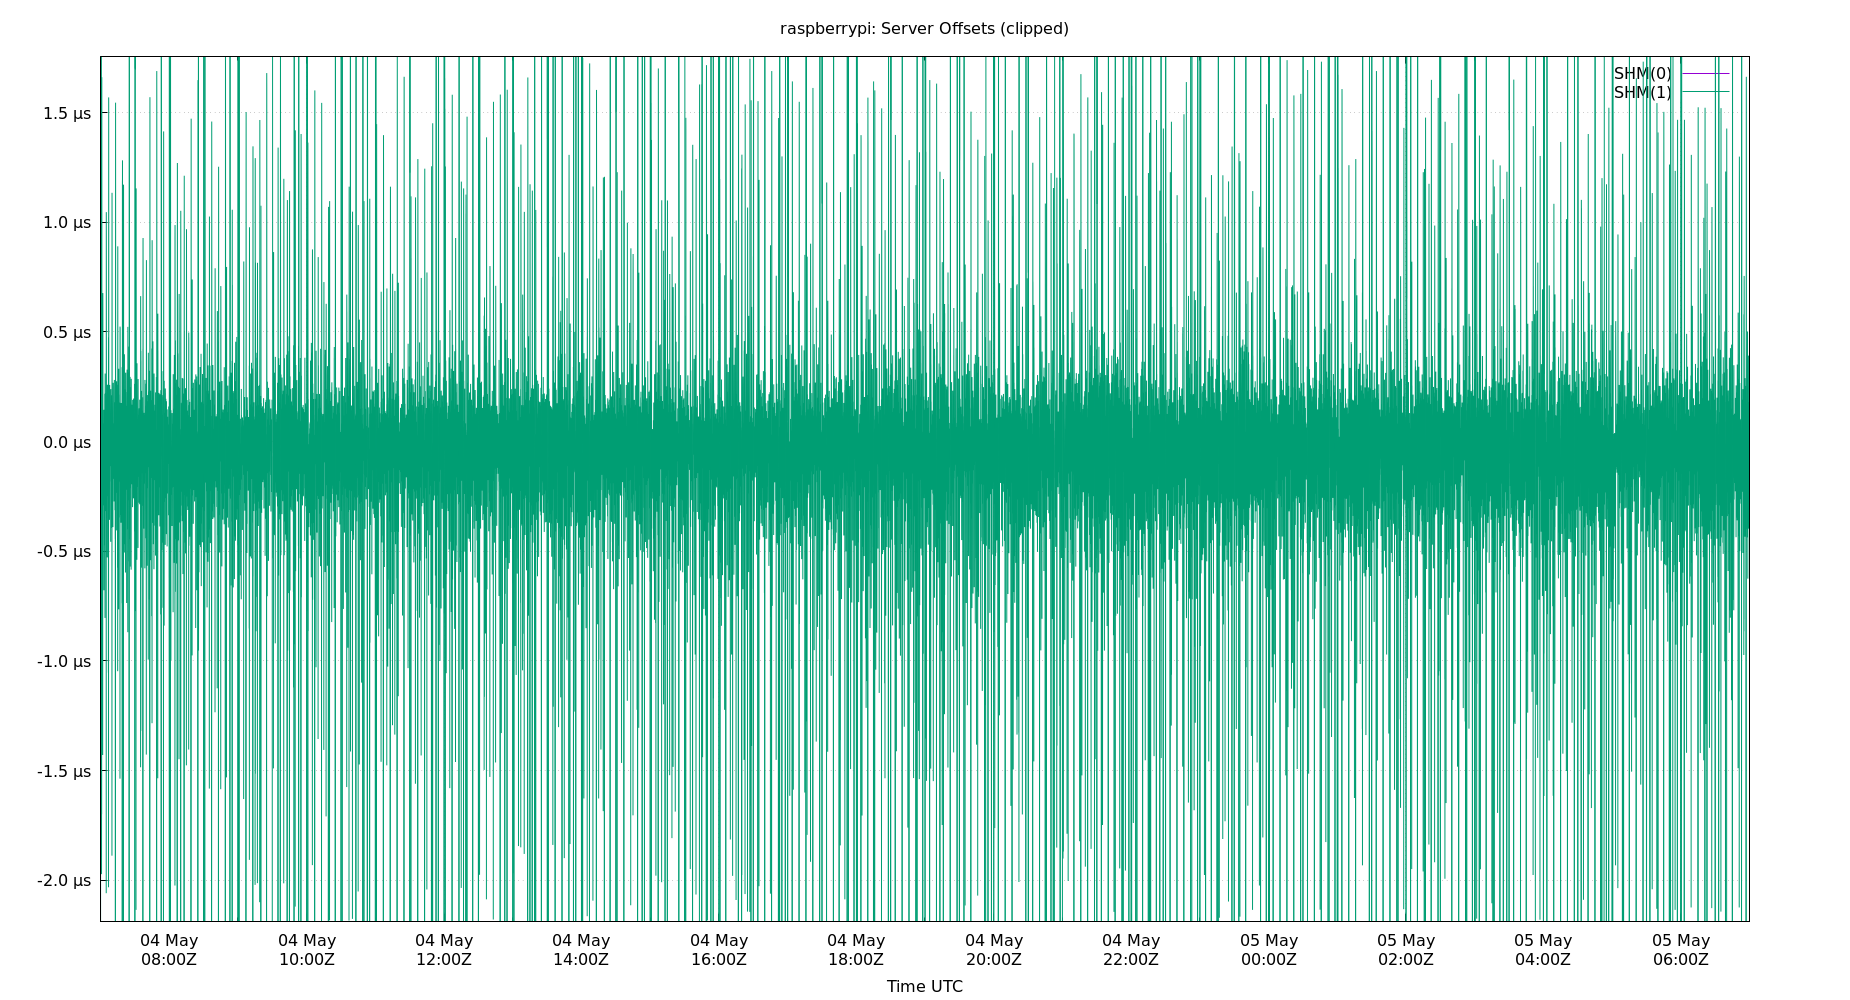 raspberrypi: Server Offsets (clipped)
SHM(0)
SHM(1)
1.5 µs
1.0 µs
0.5 µs
0.0 µs
-0.5 µs
-1.0 µs
-1.5 µs
-2.0 µs
04 May 04 May 04 May 04 May 04 May 04 May 04 May 04 May 05 May 05 May 05 May 05 May
08:00Z 10:00Z 12:00Z 14:00Z 16:00Z 18:00Z 20:00Z 22:00Z 00:00Z 02:00Z 04:00Z 06:00Z
Time UTC